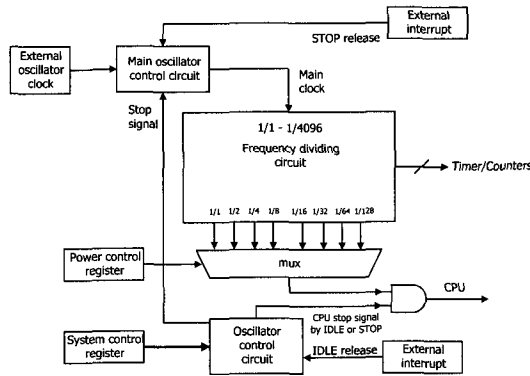 External
interrupt
STOP release
External
oscillator
clock
Main oscillator
control circuit
Main
clock
Stop
signal
1/1 - 1/4096
Frequency dividing
circuit
Timer/Counters
1/1 1/2 1/4 1/8 1/16 1/32 1/64 1/128
Power control
register
mux
CPU
CPU stop signal
by IDLE or STOP
System control
register
Oscillator
control
circuit
IDLE release
External
interrupt